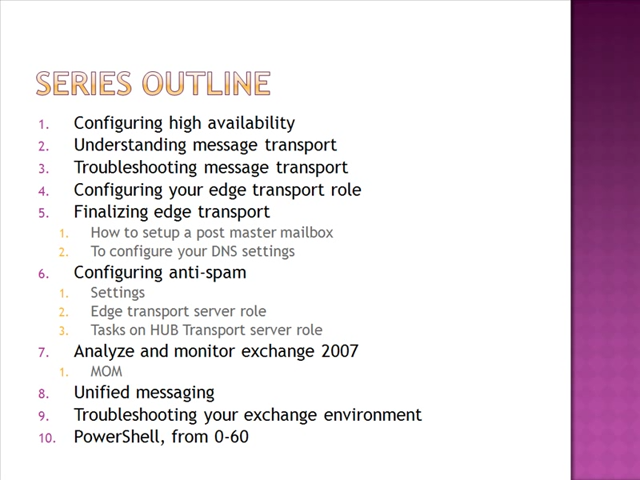 SERIES OUTLINE
1. Configuring high availability
2. Understanding message transport
3. Troubleshooting message transport
4. Configuring your edge transport role
5. Finalizing edge transport
1. How to setup a post master mailbox
2. To configure your DNS settings
6. Configuring anti-spam
1. Settings
2. Edge transport server role
3. Tasks on HUB Transport server role
7. Analyze and monitor exchange 2007
1. MOM
8. Unified messaging
9. Troubleshooting your exchange environment
10. PowerShell, from 0-60